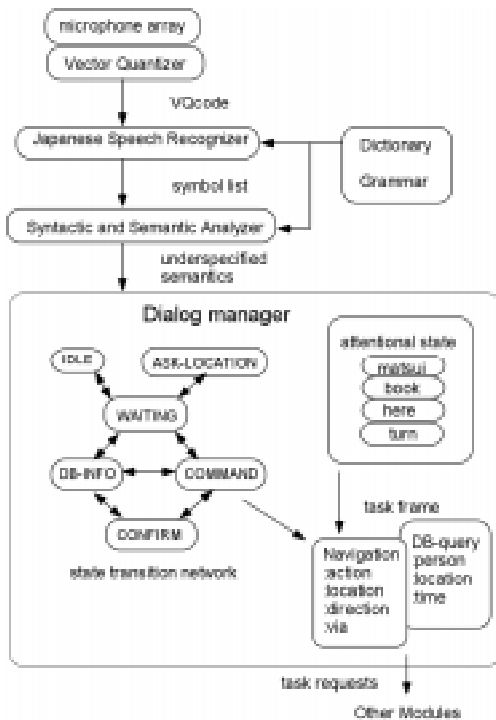 microphone array
Vector Quantizer
VQcode
Japanese Speech Recognizer
Dictionary
Grammar
symbol list
Syntactic and Semantic Analyzer
underspecified
semantics
Dialog manager
attentional state
matsui
book
here
turn
IDLE
ASK-LOCATION
WAITING
DB-INFO
COMMAND
CONFIRM
state transition network
task frame
Navigation
:action
:location
:direction
:via
DB-query
:person
:location
:time
task requests
Other Modules